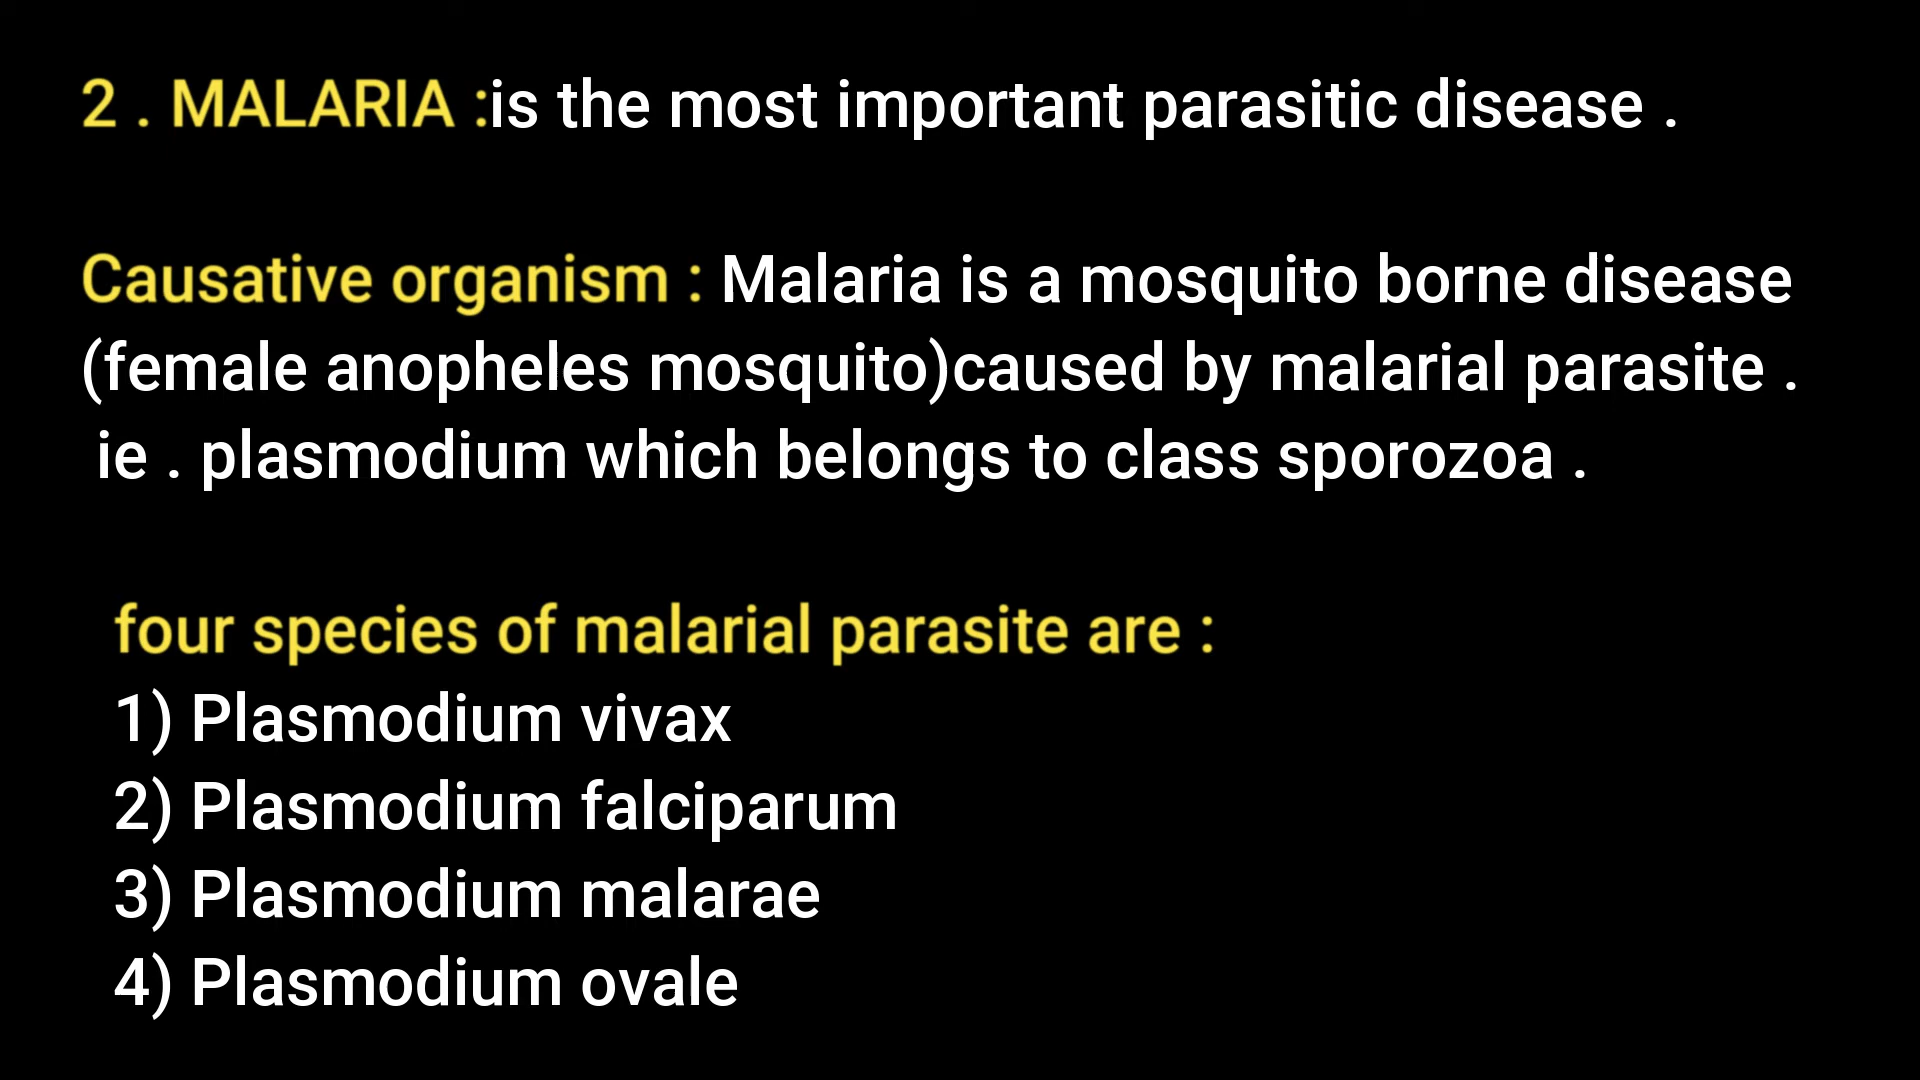 2 . MALARIA :is the most important parasitic disease .
Causative organism : Malaria is a mosquito borne disease
(female anopheles mosquito)caused by malarial parasite .
ie . plasmodium which belongs to class sporozoa .
four species of malarial parasite are :
1) Plasmodium vivax
2) Plasmodium falciparum
3) Plasmodium malarae
4) Plasmodium ovale